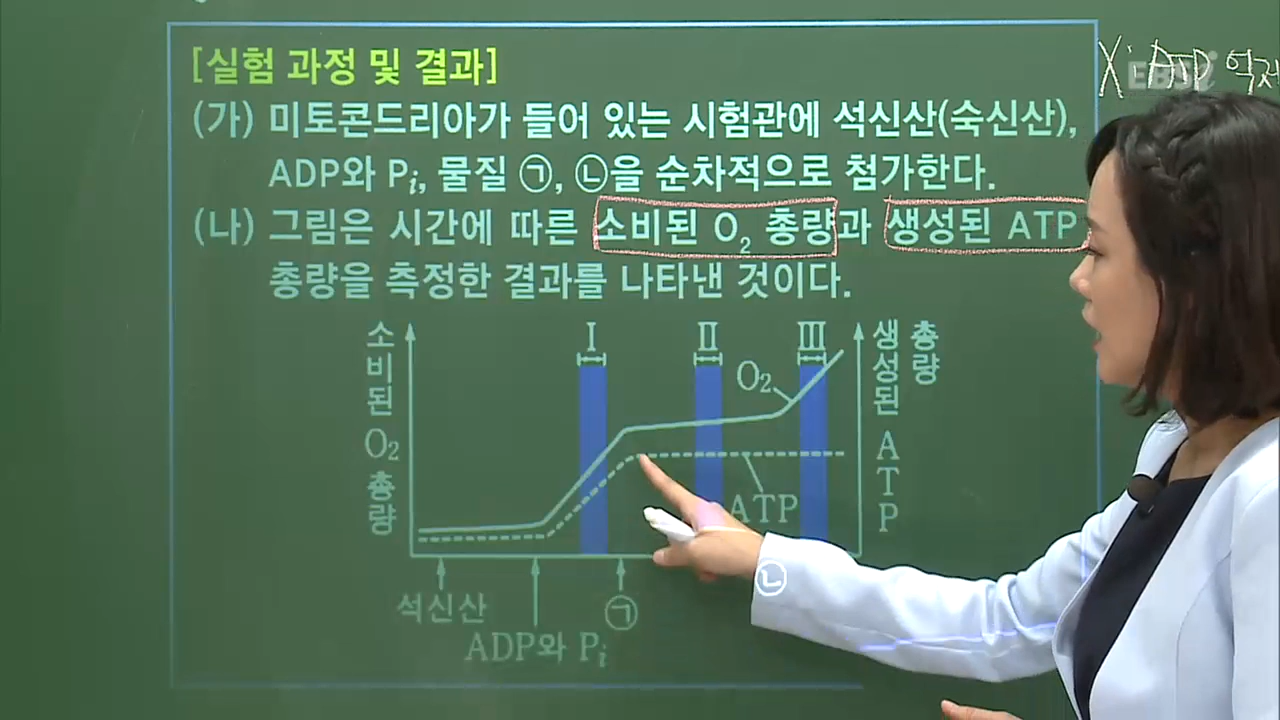 X: ATP 억저
EBSi
[실험 과정 및 결과]
(가) 미토콘드리아가 들어 있는 시험관에 석신산(숙신산),
ADP와 Pi, 물질 ㉠, ㉡을 순차적으로 첨가한다.
(나) 그림은 시간에 따른 소비된 O₂ 총량과 생성된 ATP
총량을 측정한 결과를 나타낸 것이다.
소비된 O₂ 총량
I II III
생성된 ATP 총량
O₂
ATP
석신산
ADP와 Pi
㉠
㉡